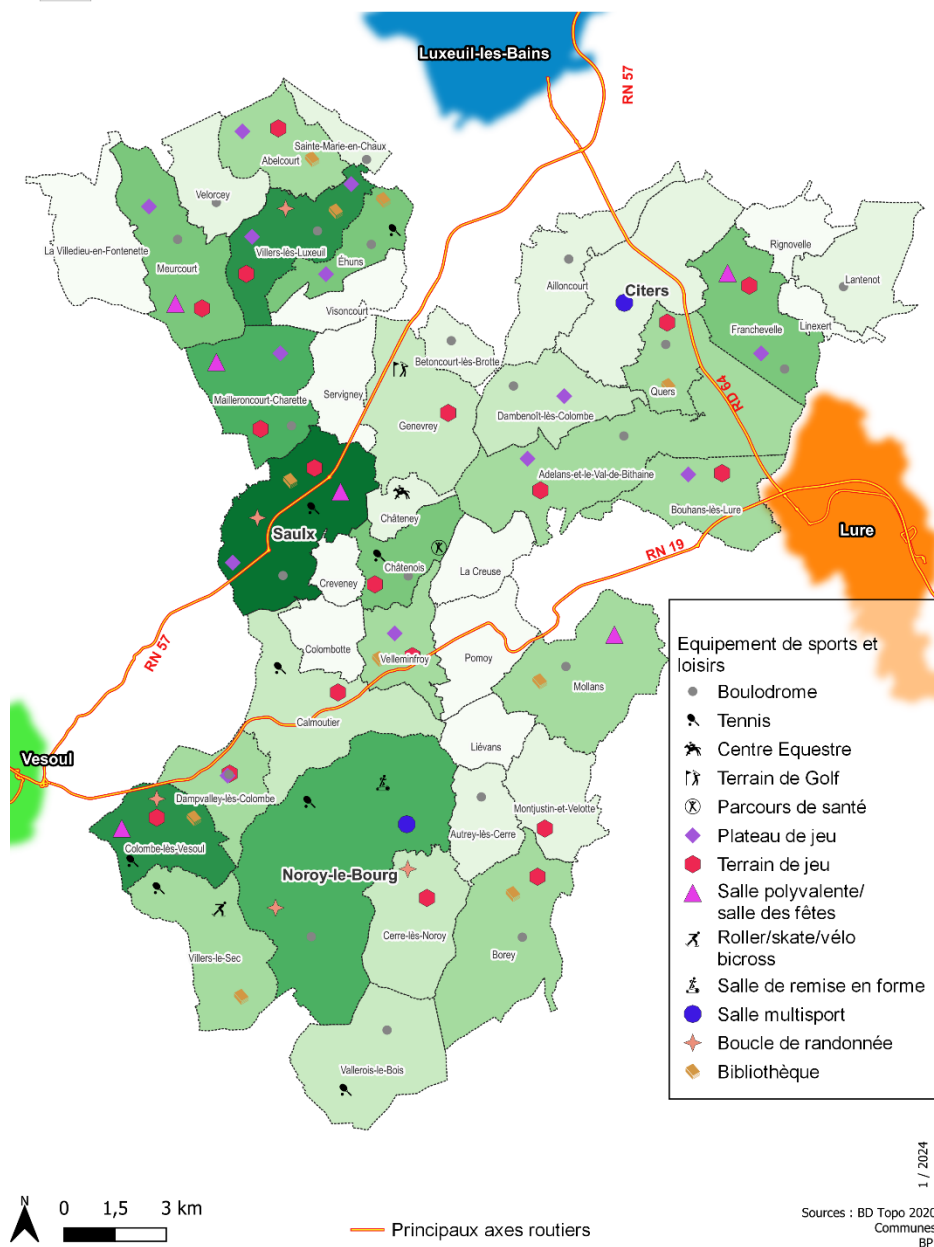 Luxeuil-les-Bains
RN 57
Sainte-Marie-en-Chaux
Abelcourt
Velorcey
La Villedieu-en-Fontenette
Villers-lès-Luxeuil
Éhuns
Meurcourt
Visoncourt
Rignovelle
Ailloncourt
Citers
Lantenot
Linexert
Franchevelle
Betoncourt-lès-Brotte
Servigney
Quers
RD 64
Mailleroncourt-Charette
Genevrey
Dambenoît-lès-Colombe
Adelans-et-le-Val-de-Bithaine
Bouhans-lès-Lure
Châteney
Saulx
Lure
RN 19
Châtenois
La Creuse
Creveney
Colombotte
Velleminfroy
Pomoy
RN 57
Mollans
Calmoutier
Liévans
Vesoul
Dampvalley-lès-Colombe
Montjustin-et-Velotte
Autrey-lès-Cerre
Colombe-lès-Vesoul
Noroy-le-Bourg
Cerre-lès-Noroy
Borey
Villers-le-Sec
Vallerois-le-Bois
Equipement de sports et
loisirs
Boulodrome
Tennis
Centre Equestre
Terrain de Golf
Parcours de santé
Plateau de jeu
Terrain de jeu
Salle polyvalente/
salle des fêtes
Roller/skate/vélo
bicross
Salle de remise en forme
Salle multisport
Boucle de randonnée
Bibliothèque
1 / 2024
N
0 1,5 3 km
Principaux axes routiers
Sources : BD Topo 2020
Communes
BP